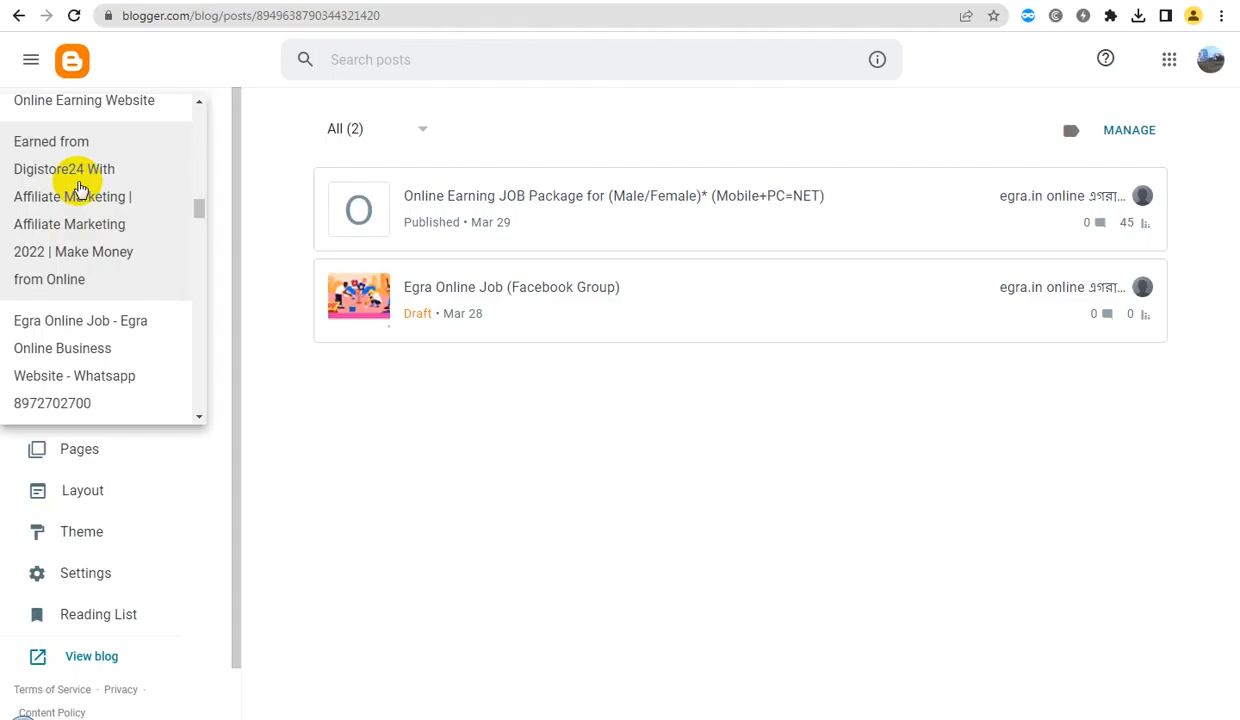 blogger.com/blog/posts/8949638790344321420
Search posts
Online Earning Website
Earned from
Digistore24 With
Affiliate Marketing |
Affiliate Marketing
2022 | Make Money
from Online
Egra Online Job - Egra
Online Business
Website - Whatsapp
8972702700
Pages
Layout
Theme
Settings
Reading List
View blog
Terms of Service · Privacy ·
Content Policy
All (2)
MANAGE
O
Online Earning JOB Package for (Male/Female)* (Mobile+PC=NET)
egra.in online এগরা...
Published • Mar 29
0
45
Egra Online Job (Facebook Group)
egra.in online এগরা...
Draft • Mar 28
0
0